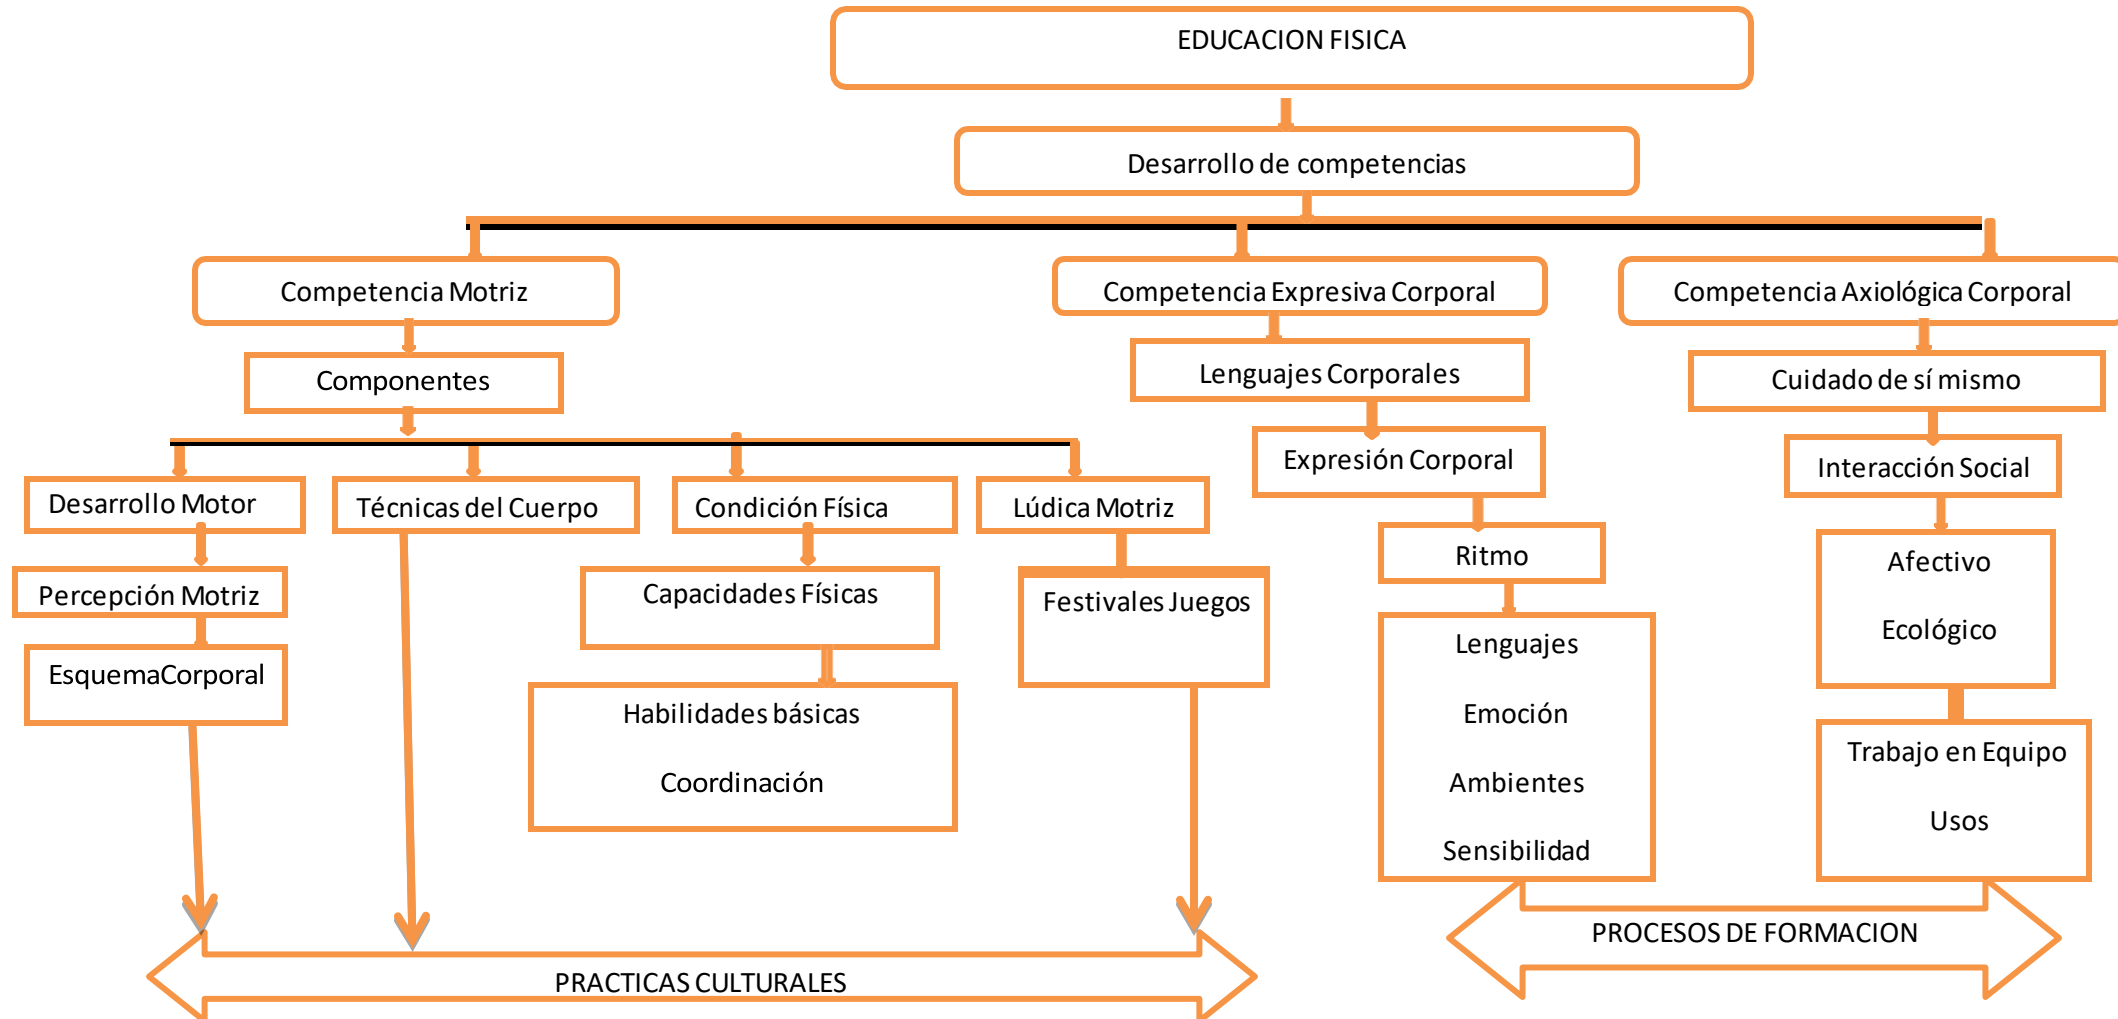 EDUCACION FISICA
Desarrollo de competencias
Competencia Motriz
Competencia Expresiva Corporal
Competencia Axiológica Corporal
Componentes
Lenguajes Corporales
Cuidado de sí mismo
Expresión Corporal
Interacción Social
Desarrollo Motor
Técnicas del Cuerpo
Condición Física
Lúdica Motriz
Ritmo
Afectivo
Ecológico
Percepción Motriz
Capacidades Físicas
Festivales Juegos
EsquemaCorporal
Habilidades básicas
Coordinación
Lenguajes
Emoción
Ambientes
Sensibilidad
Trabajo en Equipo
Usos
PRACTICAS CULTURALES
PROCESOS DE FORMACION